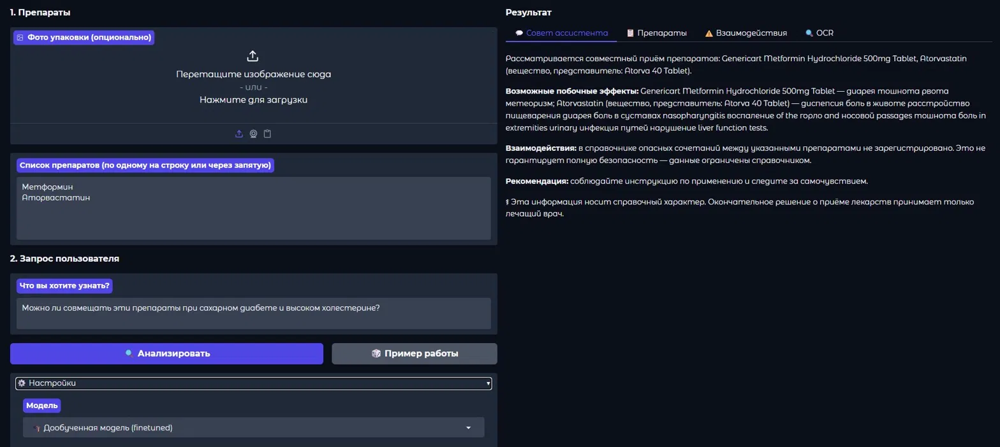 1. Препараты
Фото упаковки (опционально)
Перетащите изображение сюда
- или -
Нажмите для загрузки
Список препаратов (по одному на строку или через запятую)
Метформин
Аторвастатин
2. Запрос пользователя
Что вы хотите узнать?
Можно ли совмещать эти препараты при сахарном диабете и высоком холестерине?
Анализировать
Пример работы
Настройки
Модель
Дообученная модель (finetuned)
Результат
Совет ассистента
Препараты
Взаимодействия
OCR
Рассматривается совместный приём препаратов: Genericart Metformin Hydrochloride 500mg Tablet, Atorvastatin
(вещество, представитель: Atorva 40 Tablet).
Возможные побочные эффекты: Genericart Metformin Hydrochloride 500mg Tablet — диарея тошнота рвота
метеоризм; Atorvastatin (вещество, представитель: Atorva 40 Tablet) — диспепсия боль в животе расстройство
пищеварения диарея боль в суставах nasopharyngitis воспаление of the горло and носовой passages тошнота боль in
extremities urinary инфекция путей нарушение liver function tests.
Взаимодействия: в справочнике опасных сочетаний между указанными препаратами не зарегистрировано. Это не
гарантирует полную безопасность — данные ограничены справочником.
Рекомендация: соблюдайте инструкцию по применению и следите за самочувствием.
⚕ Эта информация носит справочный характер. Окончательное решение о приёме лекарств принимает только
лечащий врач.